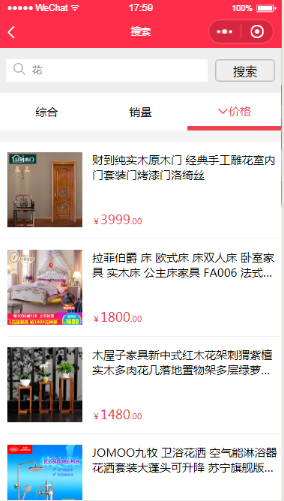 WeChat 17:59 100%
搜索
花 搜索
综合 销量 价格
财到纯实木原木门 经典手工雕花室内
门套装门烤漆门洛绮丝
￥3999.00
拉菲伯爵 床 欧式床 床双人床 卧室家
具 实木床 公主床家具 FA006 法式...
￥1800.00
木屋子家具新中式红木花架刺猬紫檀
实木多肉花几落地置物架多层绿萝...
￥1480.00
JOMOO九牧 卫浴花洒 空气能淋浴器
花洒套装大莲头可升降 苏宁旗舰版...